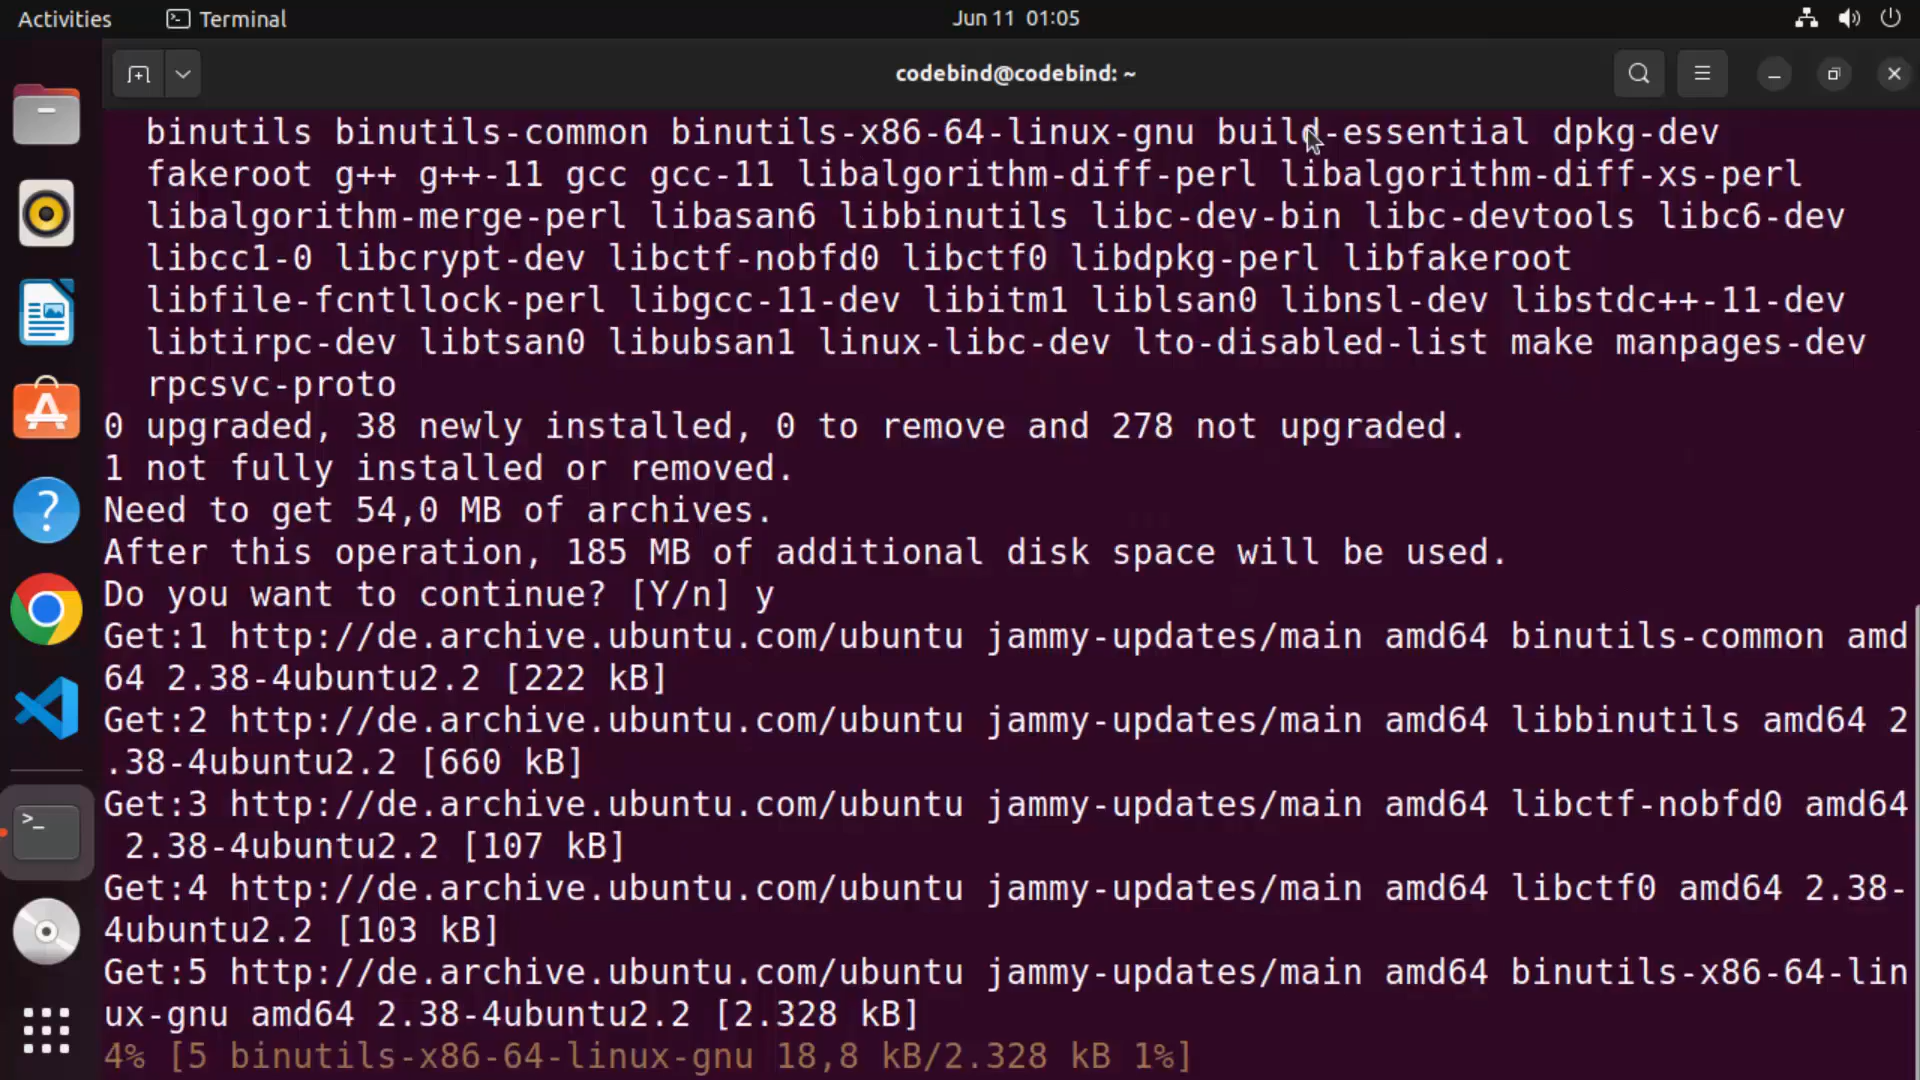 Activities
Terminal
Jun 11 01:05
codebind@codebind: ~
binutils binutils-common binutils-x86-64-linux-gnu build-essential dpkg-dev
fakeroot g++ g++-11 gcc gcc-11 libalgorithm-diff-perl libalgorithm-diff-xs-perl
libalgorithm-merge-perl libasan6 libbinutils libc-dev-bin libc-devtools libc6-dev
libcc1-0 libcrypt-dev libctf-nobfd0 libctf0 libdpkg-perl libfakeroot
libfile-fcntllock-perl libgcc-11-dev libitm1 liblsan0 libnsl-dev libstdc++-11-dev
libtirpc-dev libtsan0 libubsan1 linux-libc-dev lto-disabled-list make manpages-dev
rpcsvc-proto
0 upgraded, 38 newly installed, 0 to remove and 278 not upgraded.
1 not fully installed or removed.
Need to get 54,0 MB of archives.
After this operation, 185 MB of additional disk space will be used.
Do you want to continue? [Y/n] y
Get:1 http://de.archive.ubuntu.com/ubuntu jammy-updates/main amd64 binutils-common amd
64 2.38-4ubuntu2.2 [222 kB]
Get:2 http://de.archive.ubuntu.com/ubuntu jammy-updates/main amd64 libbinutils amd64 2
.38-4ubuntu2.2 [660 kB]
Get:3 http://de.archive.ubuntu.com/ubuntu jammy-updates/main amd64 libctf-nobfd0 amd64
2.38-4ubuntu2.2 [107 kB]
Get:4 http://de.archive.ubuntu.com/ubuntu jammy-updates/main amd64 libctf0 amd64 2.38-
4ubuntu2.2 [103 kB]
Get:5 http://de.archive.ubuntu.com/ubuntu jammy-updates/main amd64 binutils-x86-64-lin
ux-gnu amd64 2.38-4ubuntu2.2 [2.328 kB]
4% [5 binutils-x86-64-linux-gnu 18,8 kB/2.328 kB 1%]